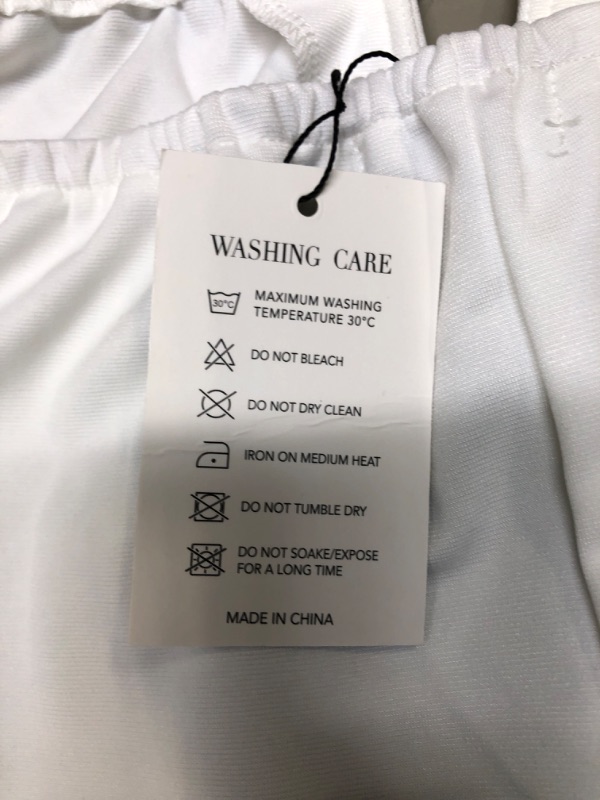 WASHING CARE
30°C
MAXIMUM WASHING
TEMPERATURE 30°C
DO NOT BLEACH
DO NOT DRY CLEAN
IRON ON MEDIUM HEAT
DO NOT TUMBLE DRY
DO NOT SOAKE/EXPOSE
FOR A LONG TIME
MADE IN CHINA